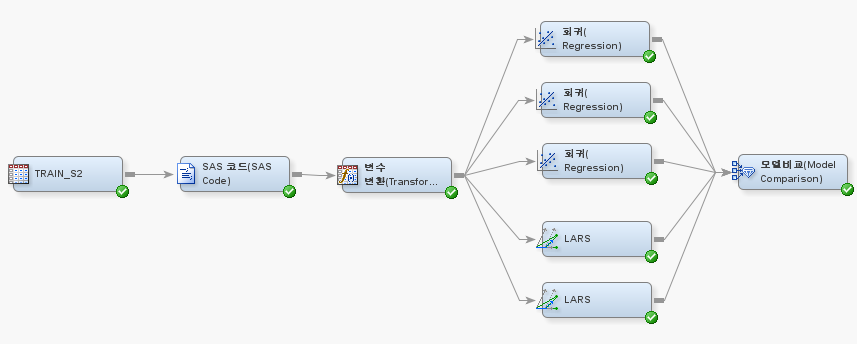 회귀(
Regression)
회귀(
Regression)
회귀(
Regression)
TRAIN_S2
SAS 코드(SAS
Code)
변수
변환(Transfor...
모델비교(Model
Comparison)
LARS
LARS